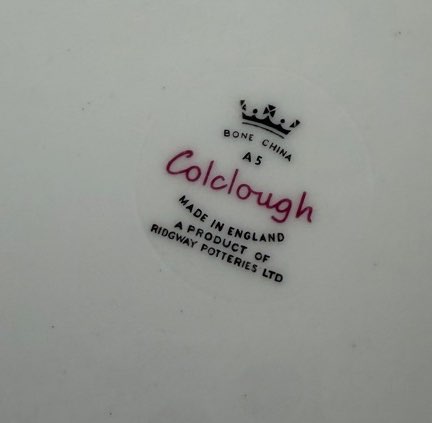 BONE CHINA
A5
Colclough
MADE IN ENGLAND
A PRODUCT OF
RIDGWAY POTTERIES LTD